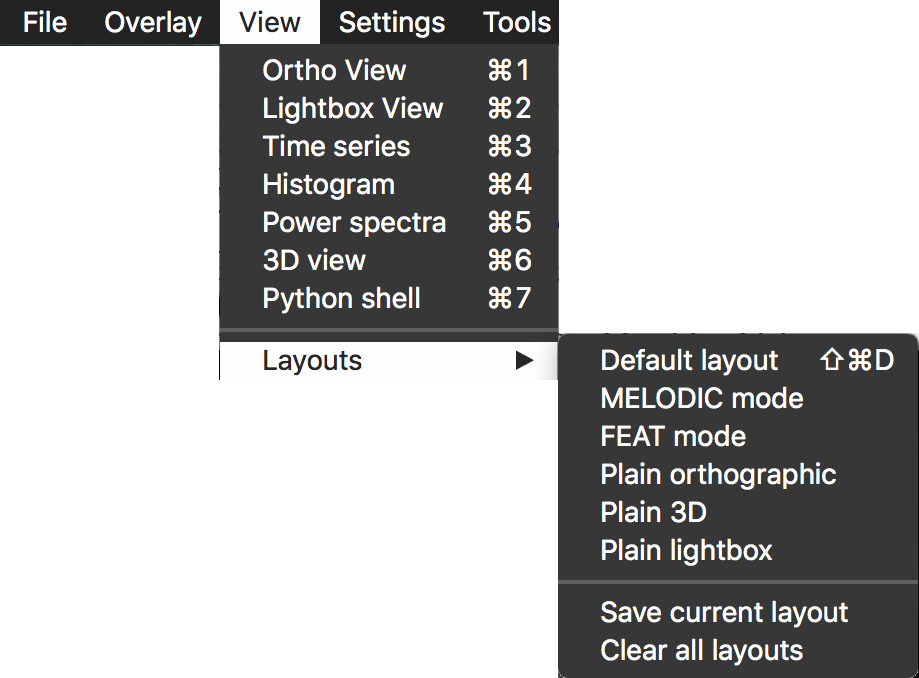 File Overlay View Settings Tools
Ortho View ⌘1
Lightbox View ⌘2
Time series ⌘3
Histogram ⌘4
Power spectra ⌘5
3D view ⌘6
Python shell ⌘7
Layouts ▶
Default layout ⇧⌘D
MELODIC mode
FEAT mode
Plain orthographic
Plain 3D
Plain lightbox
Save current layout
Clear all layouts